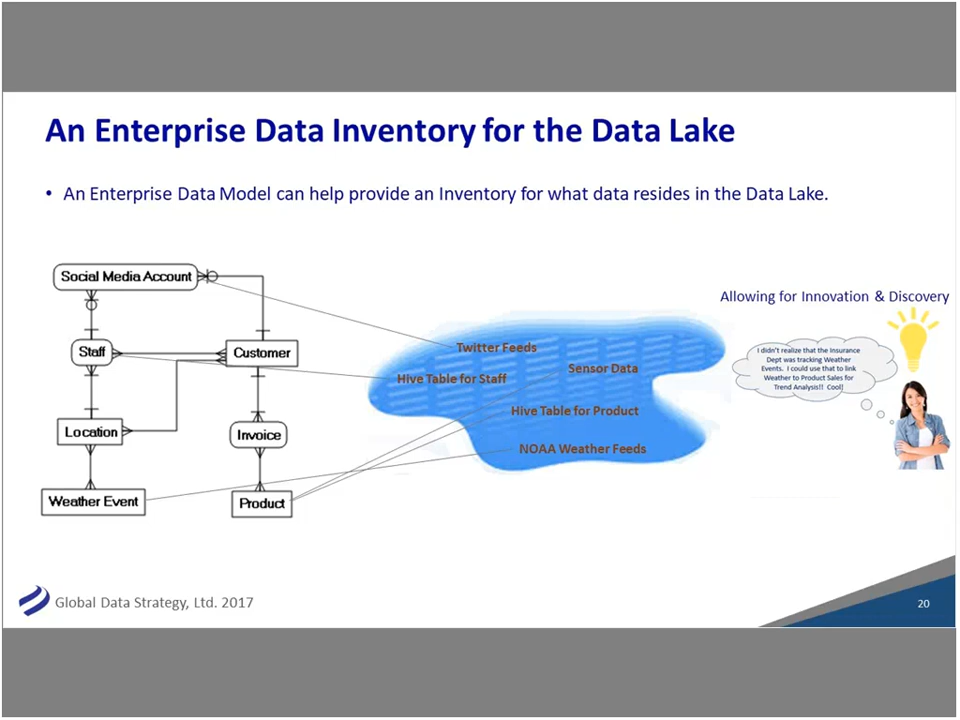 An Enterprise Data Inventory for the Data Lake
• An Enterprise Data Model can help provide an Inventory for what data resides in the Data Lake.
Social Media Account
Staff
Customer
Location
Invoice
Weather Event
Product
Twitter Feeds
Sensor Data
Hive Table for Staff
Hive Table for Product
NOAA Weather Feeds
Allowing for Innovation & Discovery
I didn't realize that the Insurance
Dept was tracking Weather
Events. I could use that to link
Weather to Product Sales for
Trend Analysis!! Cool!
Global Data Strategy, Ltd. 2017
20